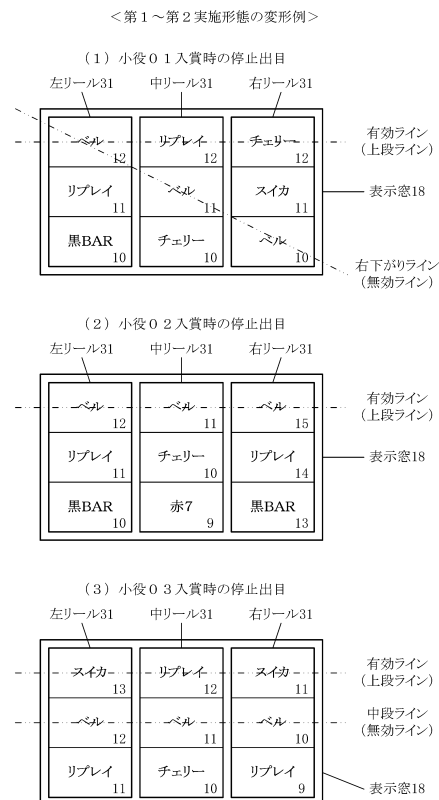 ＜第１～第２実施形態の変形例＞
（１）小役０１入賞時の停止出目
左リール31 中リール31 右リール31
ベル 12 リプレイ 12 チェリー 12
有効ライン
（上段ライン）
リプレイ 11 ベル 11 スイカ 11
表示窓18
黒BAR 10 チェリー 10 ベル 10
右下がりライン
（無効ライン）
（２）小役０２入賞時の停止出目
左リール31 中リール31 右リール31
ベル 12 ベル 11 ベル 15
有効ライン
（上段ライン）
リプレイ 11 チェリー 10 リプレイ 14
表示窓18
黒BAR 10 赤7 9 黒BAR 13
（３）小役０３入賞時の停止出目
左リール31 中リール31 右リール31
スイカ 13 リプレイ 12 スイカ 11
有効ライン
（上段ライン）
ベル 12 ベル 11 ベル 10
中段ライン
（無効ライン）
リプレイ 11 チェリー 10 リプレイ 9
表示窓18